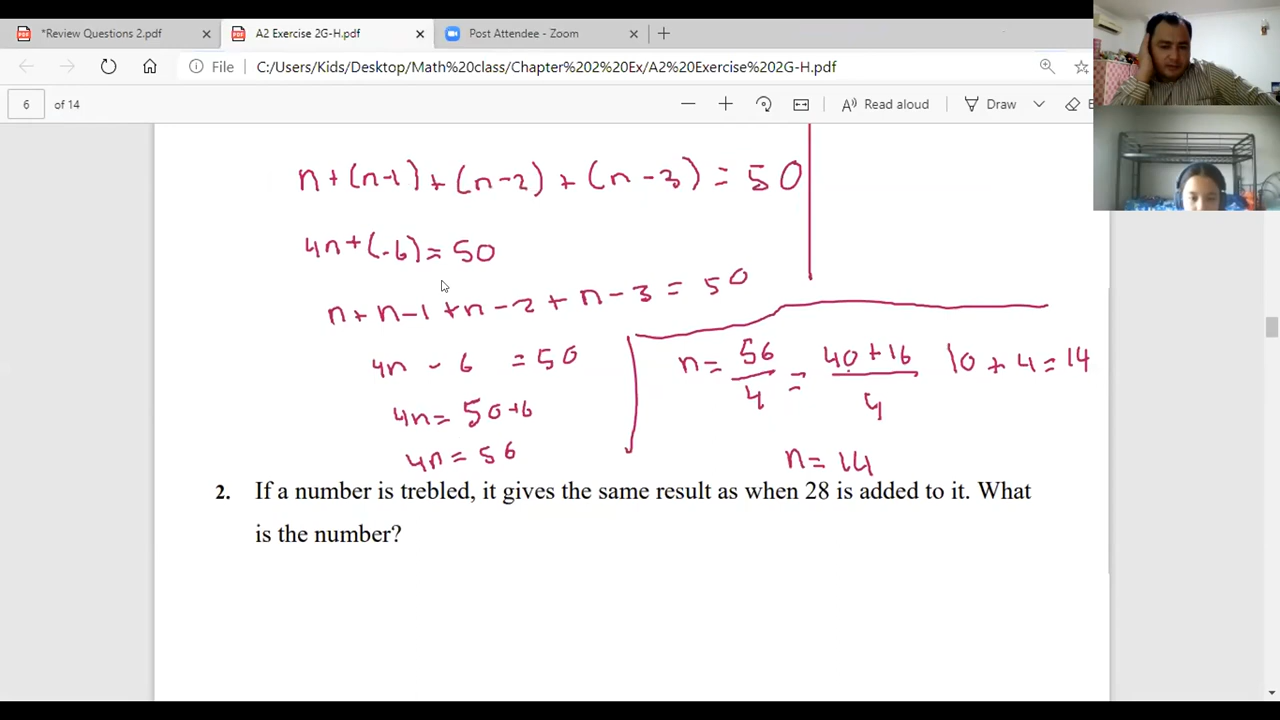 *Review Questions 2.pdf
A2 Exercise 2G-H.pdf
Post Attendee - Zoom
File
C:/Users/Kids/Desktop/Math%20class/Chapter%202%20Ex/A2%20Exercise%202G-H.pdf
6 of 14
Read aloud
Draw
E
n+(n-1)+(n-2)+(n-3)=50
4n+(-6)=50
n+n-1+n-2+n-3=50
4n-6=50
4n=50+6
4n=56
n=56/4=40+16/4 10+4=14
n=14
2. If a number is trebled, it gives the same result as when 28 is added to it. What
is the number?